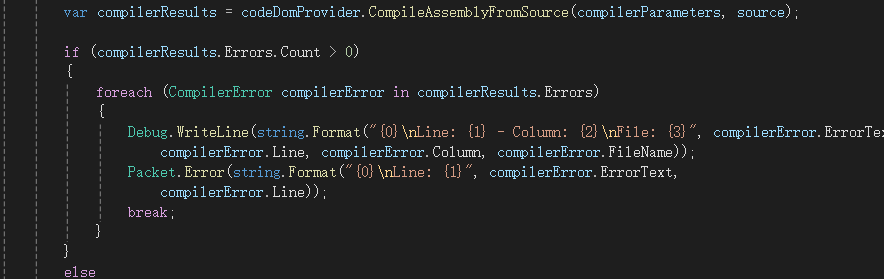 var compilerResults = codeDomProvider.CompileAssemblyFromSource(compilerParameters, source);
if (compilerResults.Errors.Count > 0)
{
foreach (CompilerError compilerError in compilerResults.Errors)
{
Debug.WriteLine(string.Format("{0}\nLine: {1} - Column: {2}\nFile: {3}", compilerError.ErrorTe
compilerError.Line, compilerError.Column, compilerError.FileName));
Packet.Error(string.Format("{0}\nLine: {1}", compilerError.ErrorText,
compilerError.Line));
break;
}
}
else